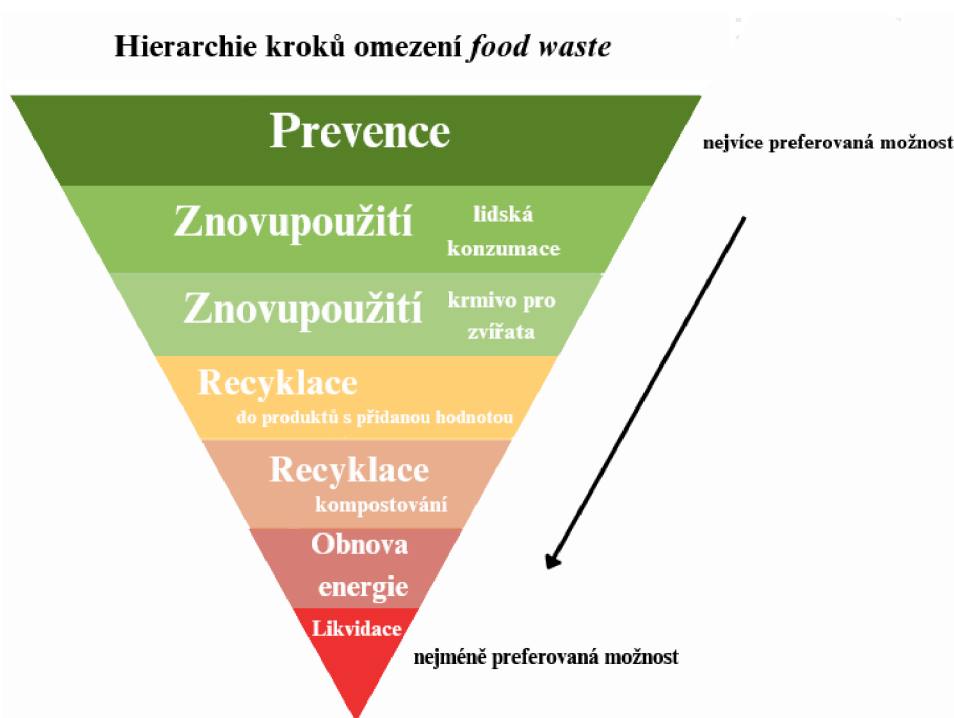 Hierarchie kroků omezení food waste
Prevence
nejvíce preferovaná možnost
Znovupoužití
lidská
konzumace
Znovupoužití
krmivo pro
zvířata
Recyklace
do produktů s přidanou hodnotou
Recyklace
kompostování
Obnova
energie
Likvidace
nejméně preferovaná možnost